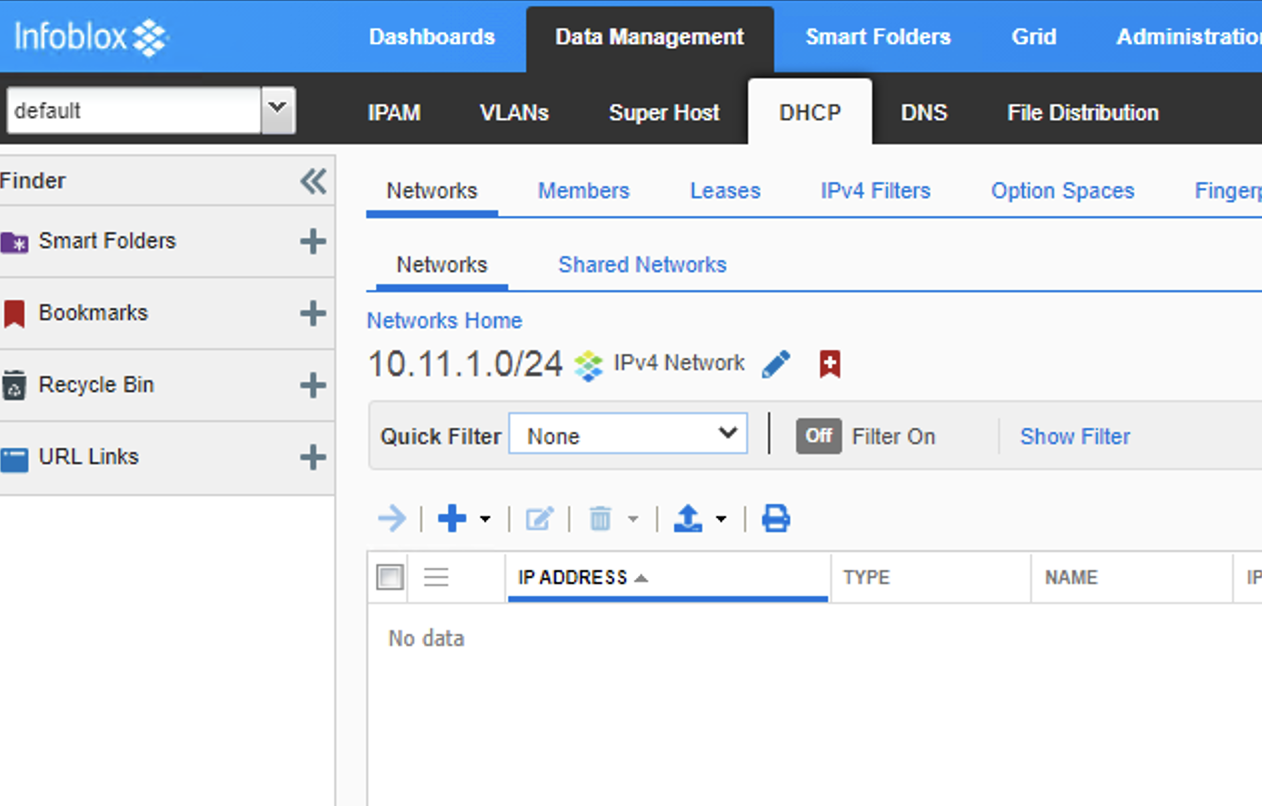 Infoblox
Dashboards Data Management Smart Folders Grid Administratio
default
IPAM VLANs Super Host DHCP DNS File Distribution
Finder
Smart Folders
Bookmarks
Recycle Bin
URL Links
Networks Members Leases IPv4 Filters Option Spaces Fingerp
Networks Shared Networks
Networks Home
10.11.1.0/24 IPv4 Network
Quick Filter None Off Filter On Show Filter
IP ADDRESS TYPE NAME IP
No data